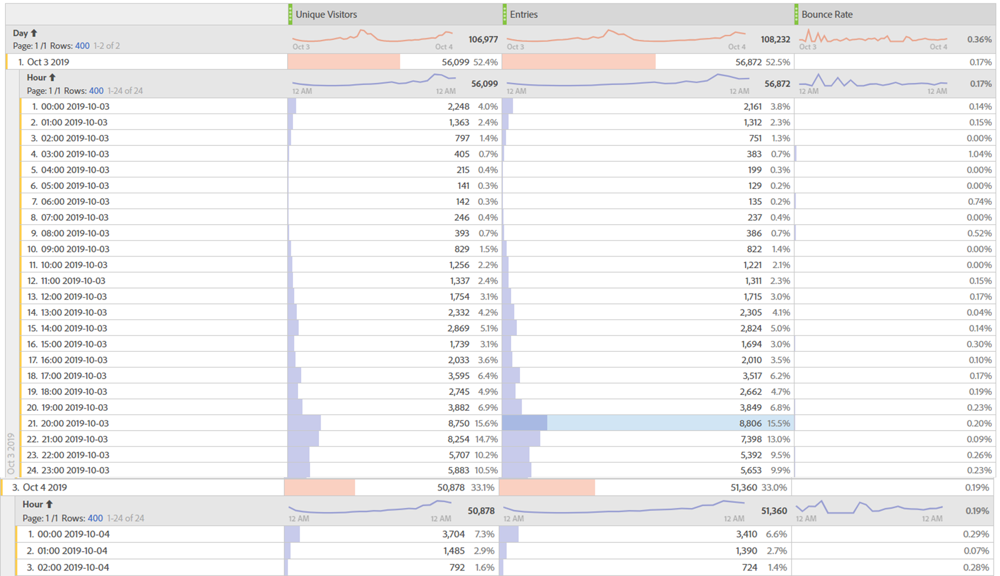 Unique Visitors Entries Bounce Rate
Day ↑ 106,977 108,232 0.36%
Page: 1 /1 Rows: 400 1-2 of 2 Oct 3 Oct 4 Oct 3 Oct 4 Oct 3 Oct 4
1. Oct 3 2019 56,099 52.4% 56,872 52.5% 0.17%
Hour ↑ 56,099 56,872 0.17%
Page: 1 /1 Rows: 400 1-24 of 24 12 AM 12 AM 12 AM 12 AM 12 AM 12 AM
1. 00:00 2019-10-03 2,248 4.0% 2,161 3.8% 0.14%
2. 01:00 2019-10-03 1,363 2.4% 1,312 2.3% 0.15%
3. 02:00 2019-10-03 797 1.4% 751 1.3% 0.00%
4. 03:00 2019-10-03 405 0.7% 383 0.7% 1.04%
5. 04:00 2019-10-03 215 0.4% 199 0.3% 0.00%
6. 05:00 2019-10-03 141 0.3% 129 0.2% 0.00%
7. 06:00 2019-10-03 142 0.3% 135 0.2% 0.74%
8. 07:00 2019-10-03 246 0.4% 237 0.4% 0.00%
9. 08:00 2019-10-03 393 0.7% 386 0.7% 0.52%
10. 09:00 2019-10-03 829 1.5% 822 1.4% 0.00%
11. 10:00 2019-10-03 1,256 2.2% 1,221 2.1% 0.00%
12. 11:00 2019-10-03 1,337 2.4% 1,311 2.3% 0.15%
13. 12:00 2019-10-03 1,754 3.1% 1,715 3.0% 0.17%
14. 13:00 2019-10-03 2,332 4.2% 2,305 4.1% 0.04%
15. 14:00 2019-10-03 2,869 5.1% 2,824 5.0% 0.14%
16. 15:00 2019-10-03 1,739 3.1% 1,694 3.0% 0.30%
17. 16:00 2019-10-03 2,033 3.6% 2,010 3.5% 0.10%
18. 17:00 2019-10-03 3,595 6.4% 3,517 6.2% 0.17%
19. 18:00 2019-10-03 2,745 4.9% 2,662 4.7% 0.19%
20. 19:00 2019-10-03 3,882 6.9% 3,849 6.8% 0.23%
21. 20:00 2019-10-03 8,750 15.6% 8,806 15.5% 0.20%
22. 21:00 2019-10-03 8,254 14.7% 7,398 13.0% 0.09%
23. 22:00 2019-10-03 5,707 10.2% 5,392 9.5% 0.26%
24. 23:00 2019-10-03 5,883 10.5% 5,653 9.9% 0.23%
Oct 3 2019
3. Oct 4 2019 50,878 33.1% 51,360 33.0% 0.19%
Hour ↑ 50,878 51,360 0.19%
Page: 1 /1 Rows: 400 1-24 of 24 12 AM 12 AM 12 AM 12 AM 12 AM 12 AM
1. 00:00 2019-10-04 3,704 7.3% 3,410 6.6% 0.29%
2. 01:00 2019-10-04 1,485 2.9% 1,390 2.7% 0.07%
3. 02:00 2019-10-04 792 1.6% 724 1.4% 0.28%